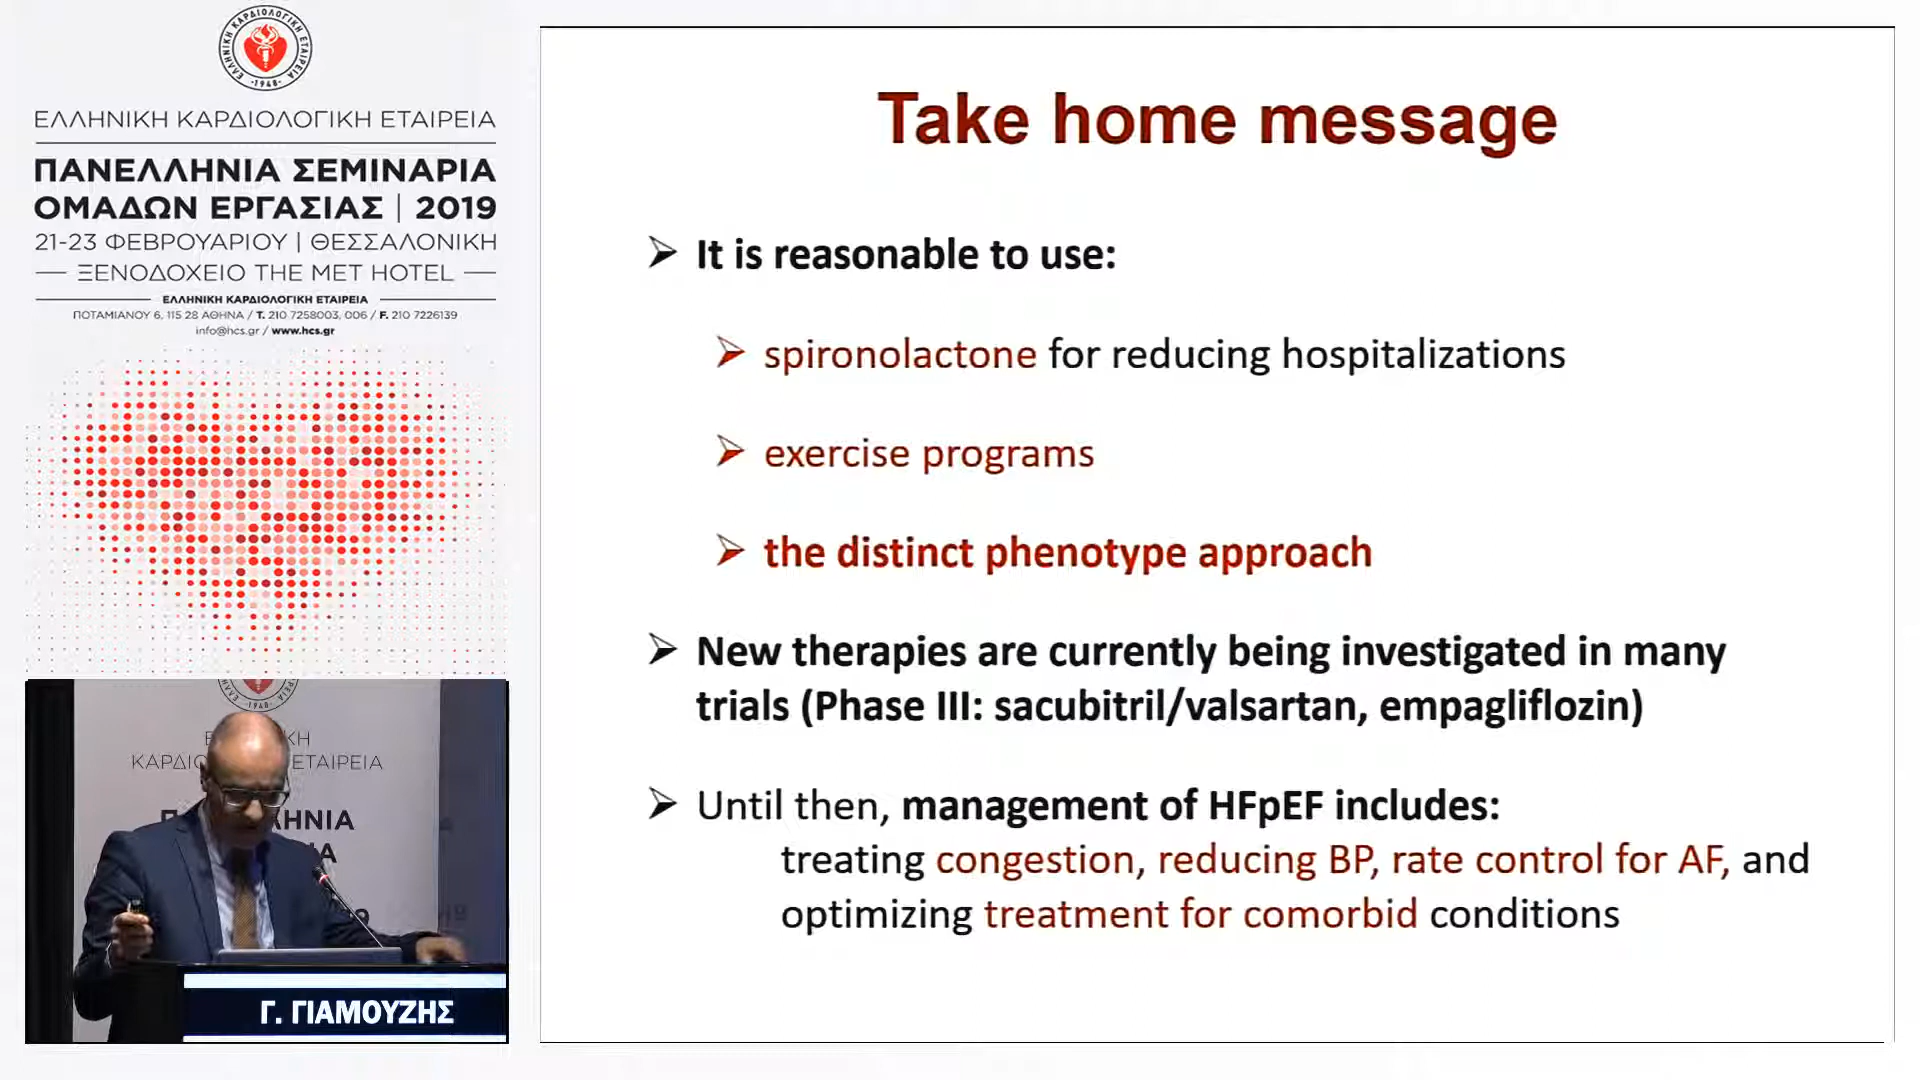 ΕΛΛΗΝΙΚΗ ΚΑΡΔΙΟΛΟΓΙΚΗ ΕΤΑΙΡΕΙΑ
-1948-
ΕΛΛΗΝΙΚΗ ΚΑΡΔΙΟΛΟΓΙΚΗ ΕΤΑΙΡΕΙΑ
ΠΑΝΕΛΛΗΝΙΑ ΣΕΜΙΝΑΡΙΑ
ΟΜΑΔΩΝ ΕΡΓΑΣΙΑΣ | 2019
21-23 ΦΕΒΡΟΥΑΡΙΟΥ | ΘΕΣΣΑΛΟΝΙΚΗ
ΞΕΝΟΔΟΧΕΙΟ THE MET HOTEL
ΕΛΛΗΝΙΚΗ ΚΑΡΔΙΟΛΟΓΙΚΗ ΕΤΑΙΡΕΙΑ
ΠΟΤΑΜΙΑΝΟΥ 6, 115 28 ΑΘΗΝΑ / Τ. 210 7258003, 006 / F. 210 7226139
info@hcs.gr / www.hcs.gr
Γ. ΓΙΑΜΟΥΖΗΣ
Take home message
➢ It is reasonable to use:
➢ spironolactone for reducing hospitalizations
➢ exercise programs
➢ the distinct phenotype approach
➢ New therapies are currently being investigated in many
trials (Phase III: sacubitril/valsartan, empagliflozin)
➢ Until then, management of HFpEF includes:
treating congestion, reducing BP, rate control for AF, and
optimizing treatment for comorbid conditions